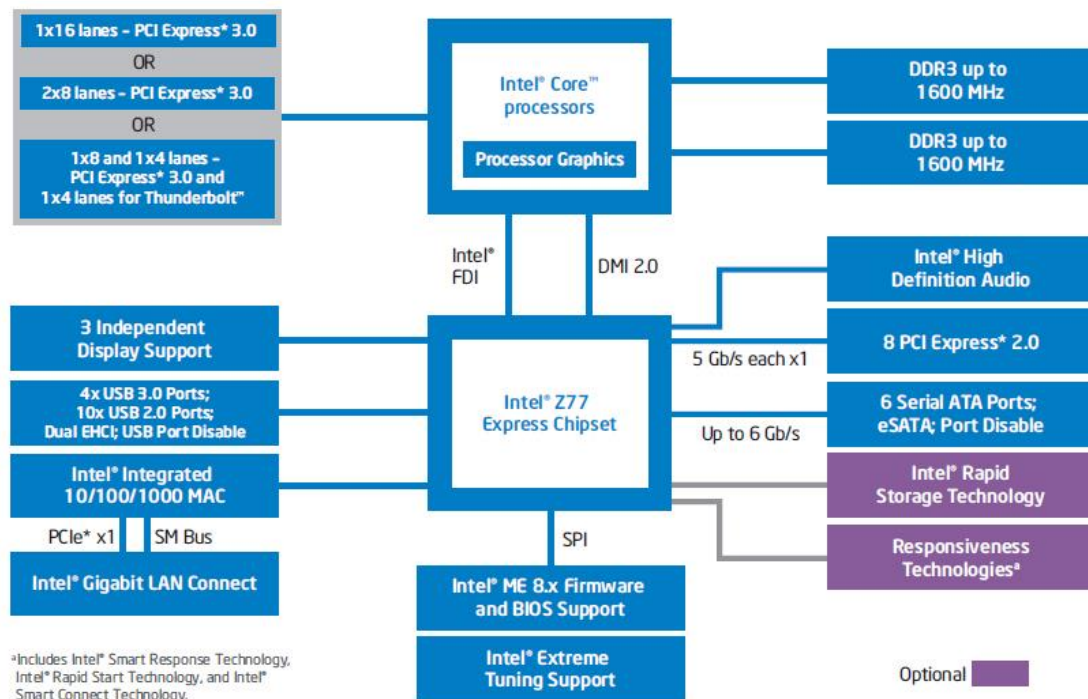 1x16 lanes – PCI Express* 3.0
OR
2x8 lanes – PCI Express* 3.0
OR
1x8 and 1x4 lanes –
PCI Express* 3.0 and
1x4 lanes for Thunderbolt™
Intel® Core™
processors
Processor Graphics
DDR3 up to
1600 MHz
DDR3 up to
1600 MHz
Intel®
FDI
DMI 2.0
Intel® High
Definition Audio
3 Independent
Display Support
5 Gb/s each x1
8 PCI Express* 2.0
4x USB 3.0 Ports;
10x USB 2.0 Ports;
Dual EHCI; USB Port Disable
Intel® Z77
Express Chipset
Up to 6 Gb/s
6 Serial ATA Ports;
eSATA; Port Disable
Intel® Integrated
10/100/1000 MAC
Intel® Rapid
Storage Technology
PCIe* x1
SM Bus
SPI
Responsiveness
Technologiesª
Intel® Gigabit LAN Connect
Intel® ME 8.x Firmware
and BIOS Support
Intel® Extreme
Tuning Support
ªIncludes Intel® Smart Response Technology,
Intel® Rapid Start Technology, and Intel®
Smart Connect Technology.
Optional